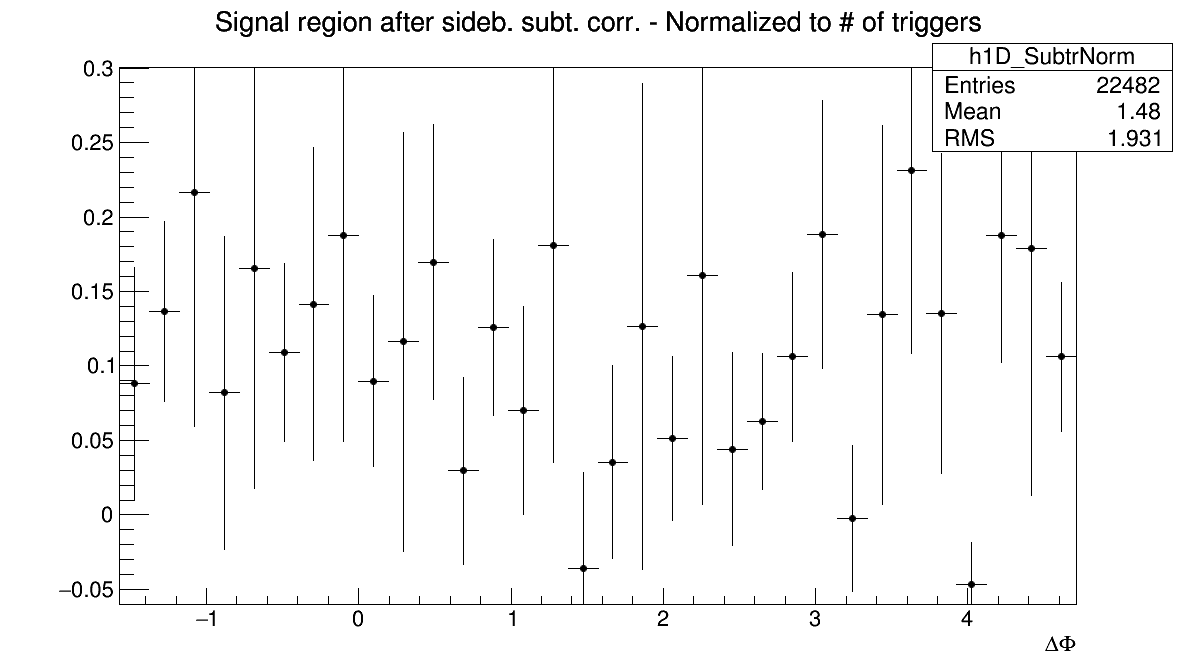 Signal region after sideb. subt. corr. - Normalized to # of triggers
h1D_SubtrNorm
Entries 22482
Mean 1.48
RMS 1.931
0.3
0.25
0.2
0.15
0.1
0.05
0
−0.05
−1 0 1 2 3 4
ΔΦ